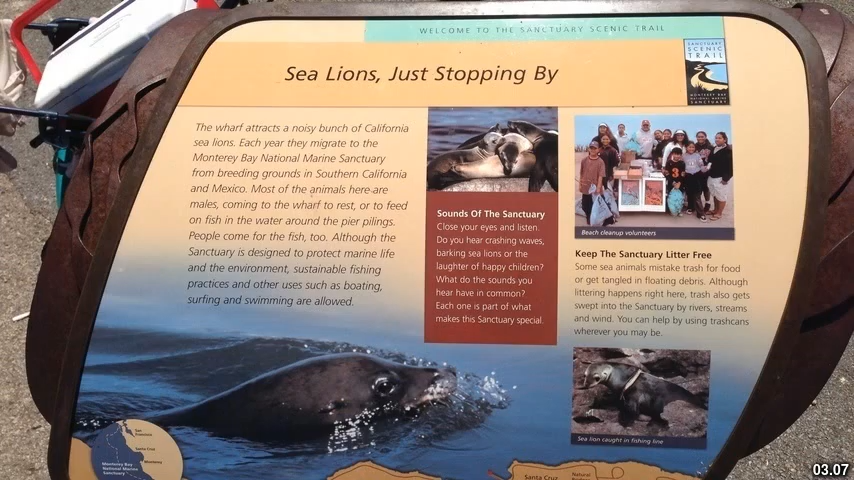 WELCOME TO THE SANCTUARY SCENIC TRAIL
Sea Lions, Just Stopping By
SANCTUARY
SCENIC
TRAIL
MONTEREY BAY
NATIONAL MARINE
SANCTUARY
The wharf attracts a noisy bunch of California
sea lions. Each year they migrate to the
Monterey Bay National Marine Sanctuary
from breeding grounds in Southern California
and Mexico. Most of the animals here are
males, coming to the wharf to rest, or to feed
on fish in the water around the pier pilings.
People come for the fish, too. Although the
Sanctuary is designed to protect marine life
and the environment, sustainable fishing
practices and other uses such as boating,
surfing and swimming are allowed.
Sounds Of The Sanctuary
Close your eyes and listen.
Do you hear crashing waves,
barking sea lions or the
laughter of happy children?
What do the sounds you
hear have in common?
Each one is part of what
makes this Sanctuary special.
Beach cleanup volunteers
Keep The Sanctuary Litter Free
Some sea animals mistake trash for food
or get tangled in floating debris. Although
littering happens right here, trash also gets
swept into the Sanctuary by rivers, streams
and wind. You can help by using trashcans
wherever you may be.
Sea lion caught in fishing line
San
Francisco
Santa Cruz
Monterey
Monterey Bay
National Marine
Sanctuary
Santa Cruz
Natural
03.07